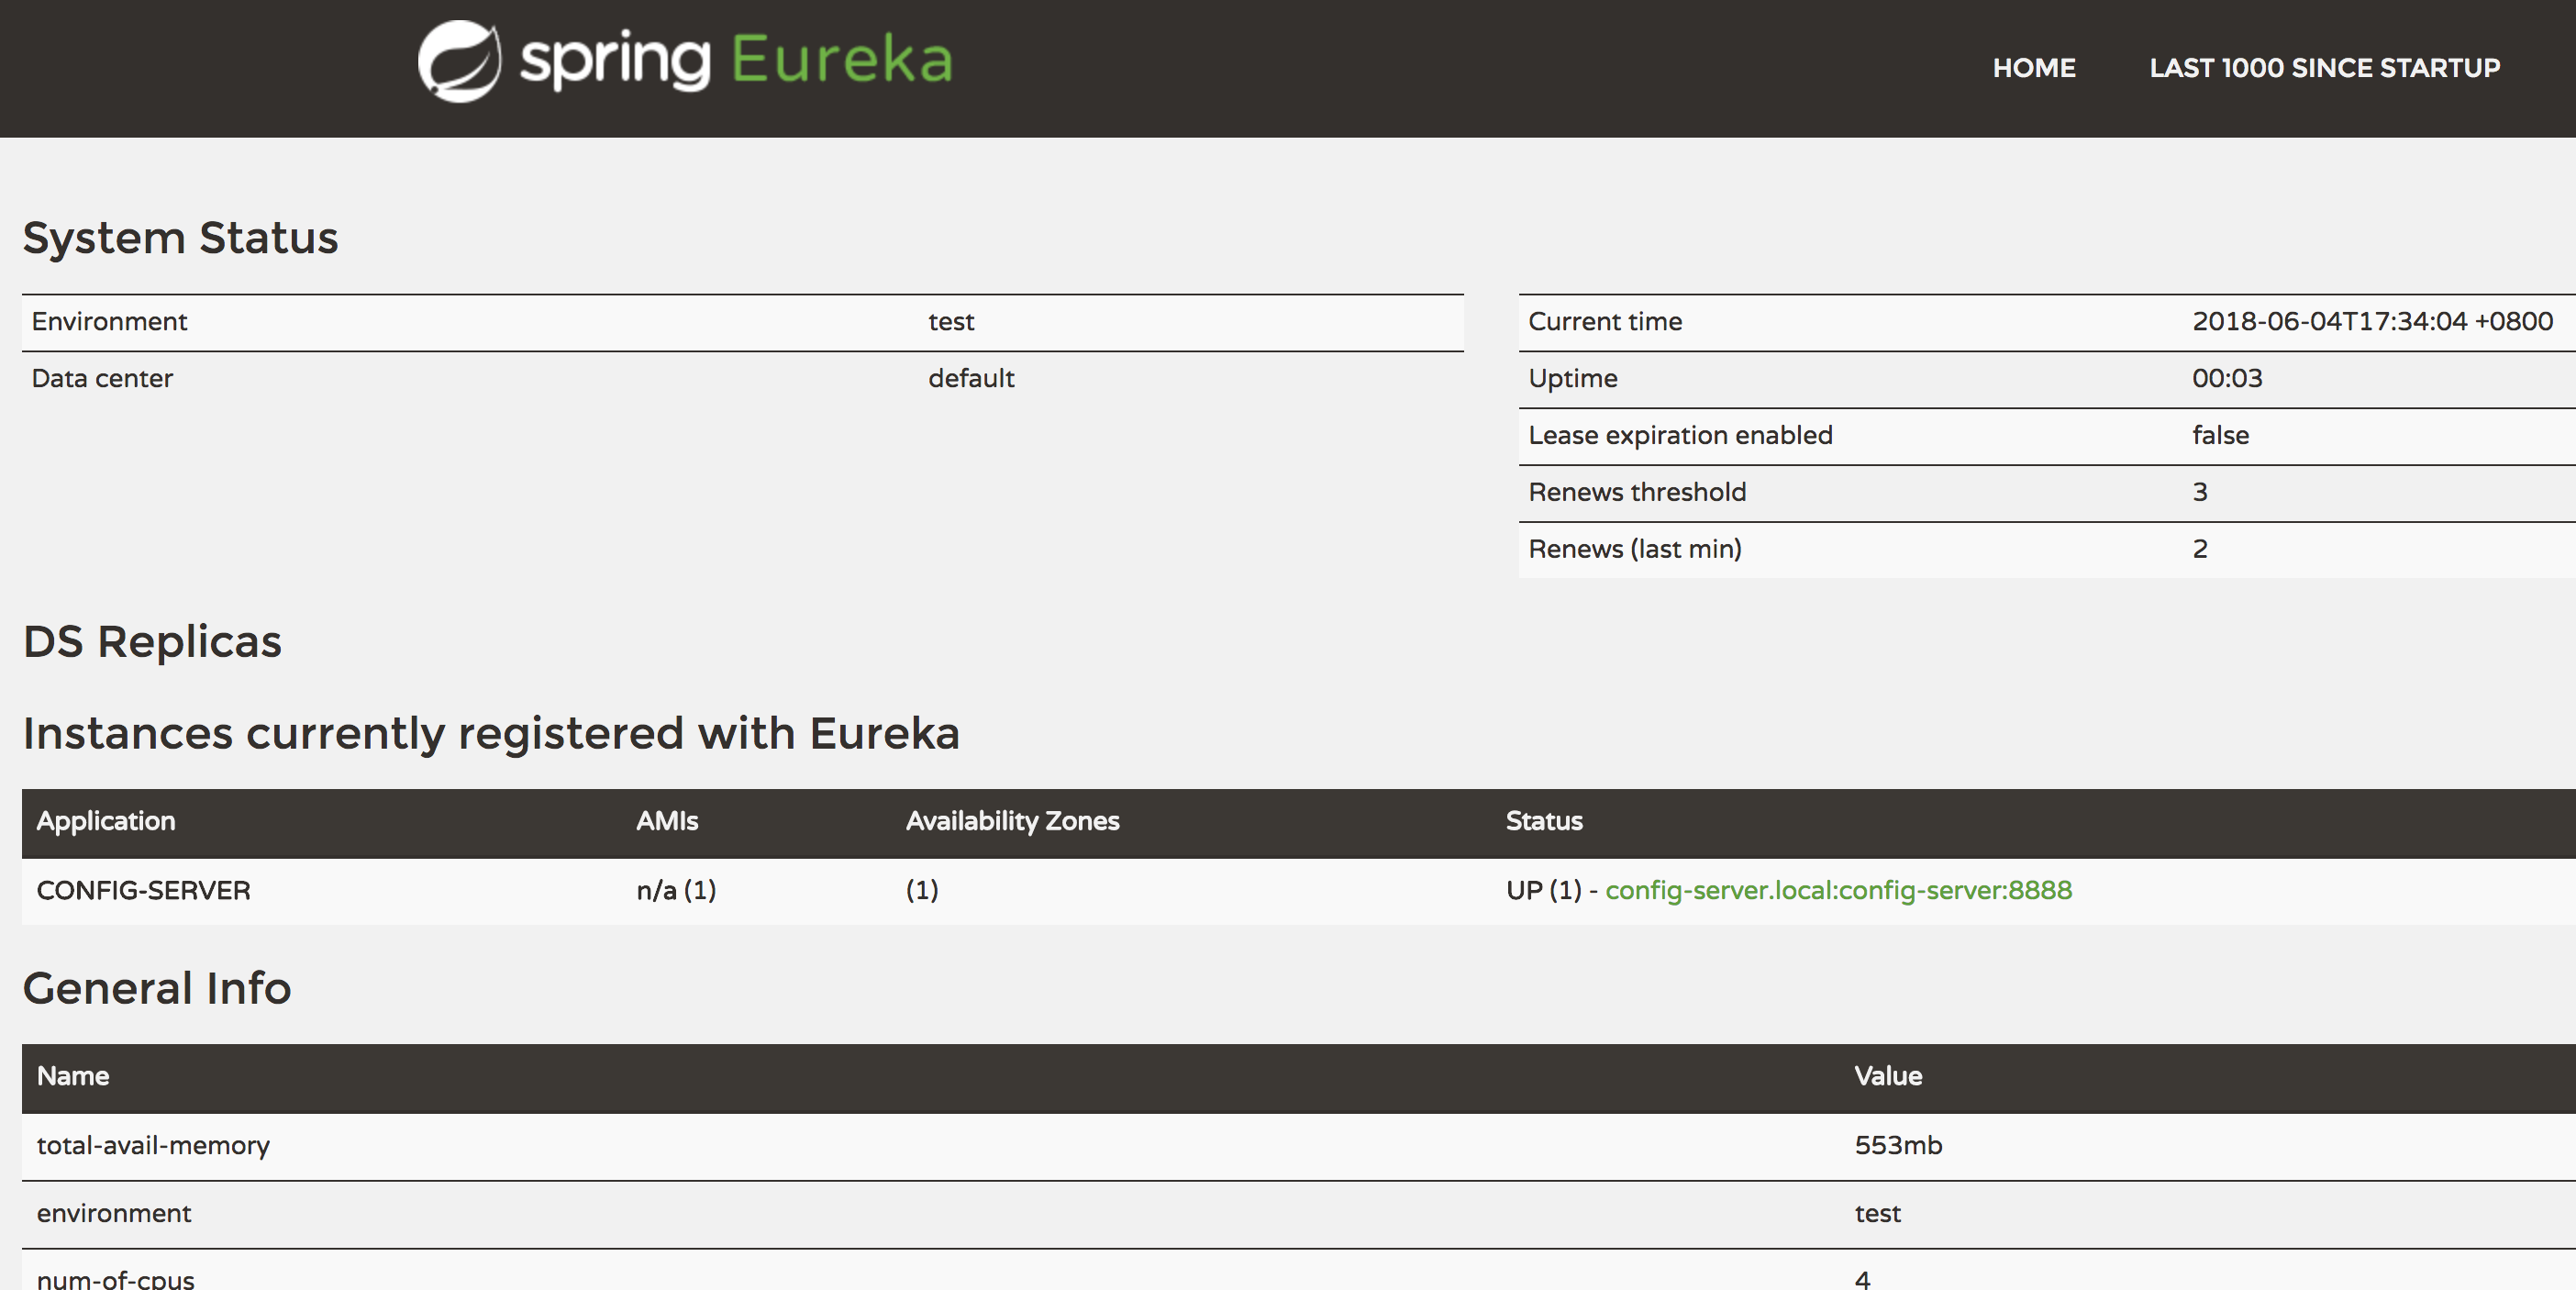 spring Eureka
HOME LAST 1000 SINCE STARTUP
System Status
Environment test
Data center default
Current time 2018-06-04T17:34:04 +0800
Uptime 00:03
Lease expiration enabled false
Renews threshold 3
Renews (last min) 2
DS Replicas
Instances currently registered with Eureka
Application AMIs Availability Zones Status
CONFIG-SERVER n/a (1) (1) UP (1) - config-server.local:config-server:8888
General Info
Name Value
total-avail-memory 553mb
environment test
num-of-cpus 4